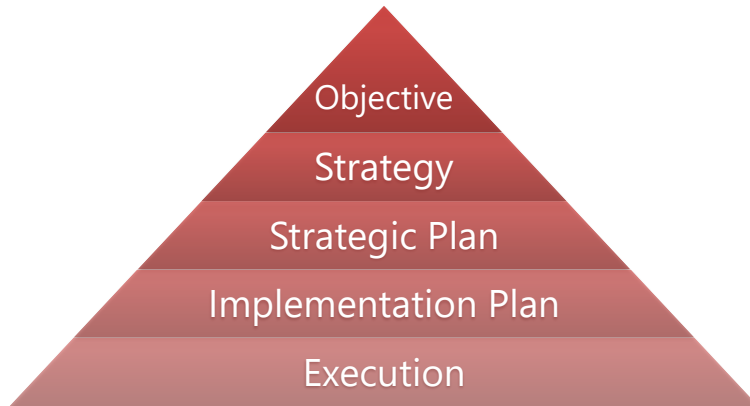 Objective
Strategy
Strategic Plan
Implementation Plan
Execution